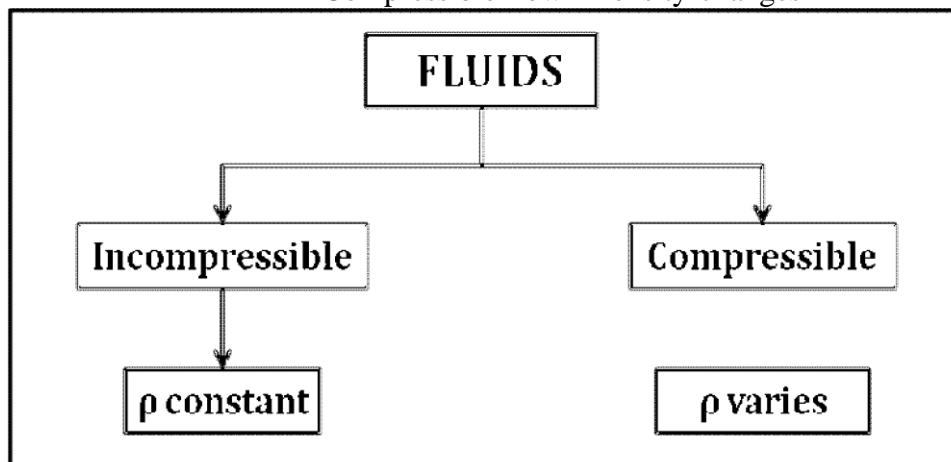 FLUIDS
Incompressible
Compressible
ρ constant
ρ varies